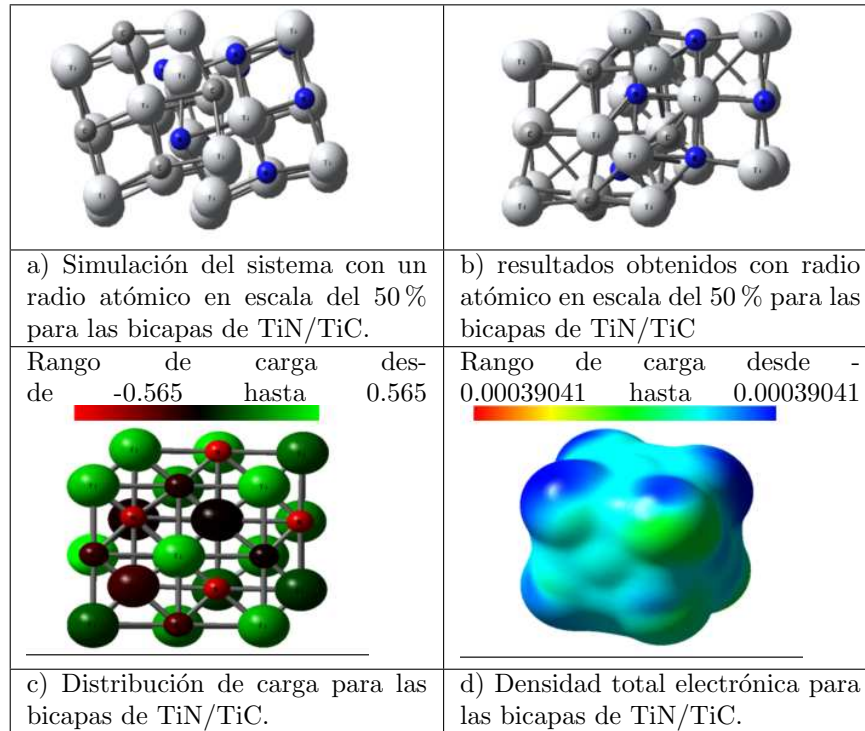 a) Simulación del sistema con un
radio atómico en escala del 50 %
para las bicapas de TiN/TiC.
b) resultados obtenidos con radio
atómico en escala del 50 % para las
bicapas de TiN/TiC
Rango de carga des-
de -0.565 hasta 0.565
Rango de carga desde -
0.00039041 hasta 0.00039041
c) Distribución de carga para las
bicapas de TiN/TiC.
d) Densidad total electrónica para
las bicapas de TiN/TiC.